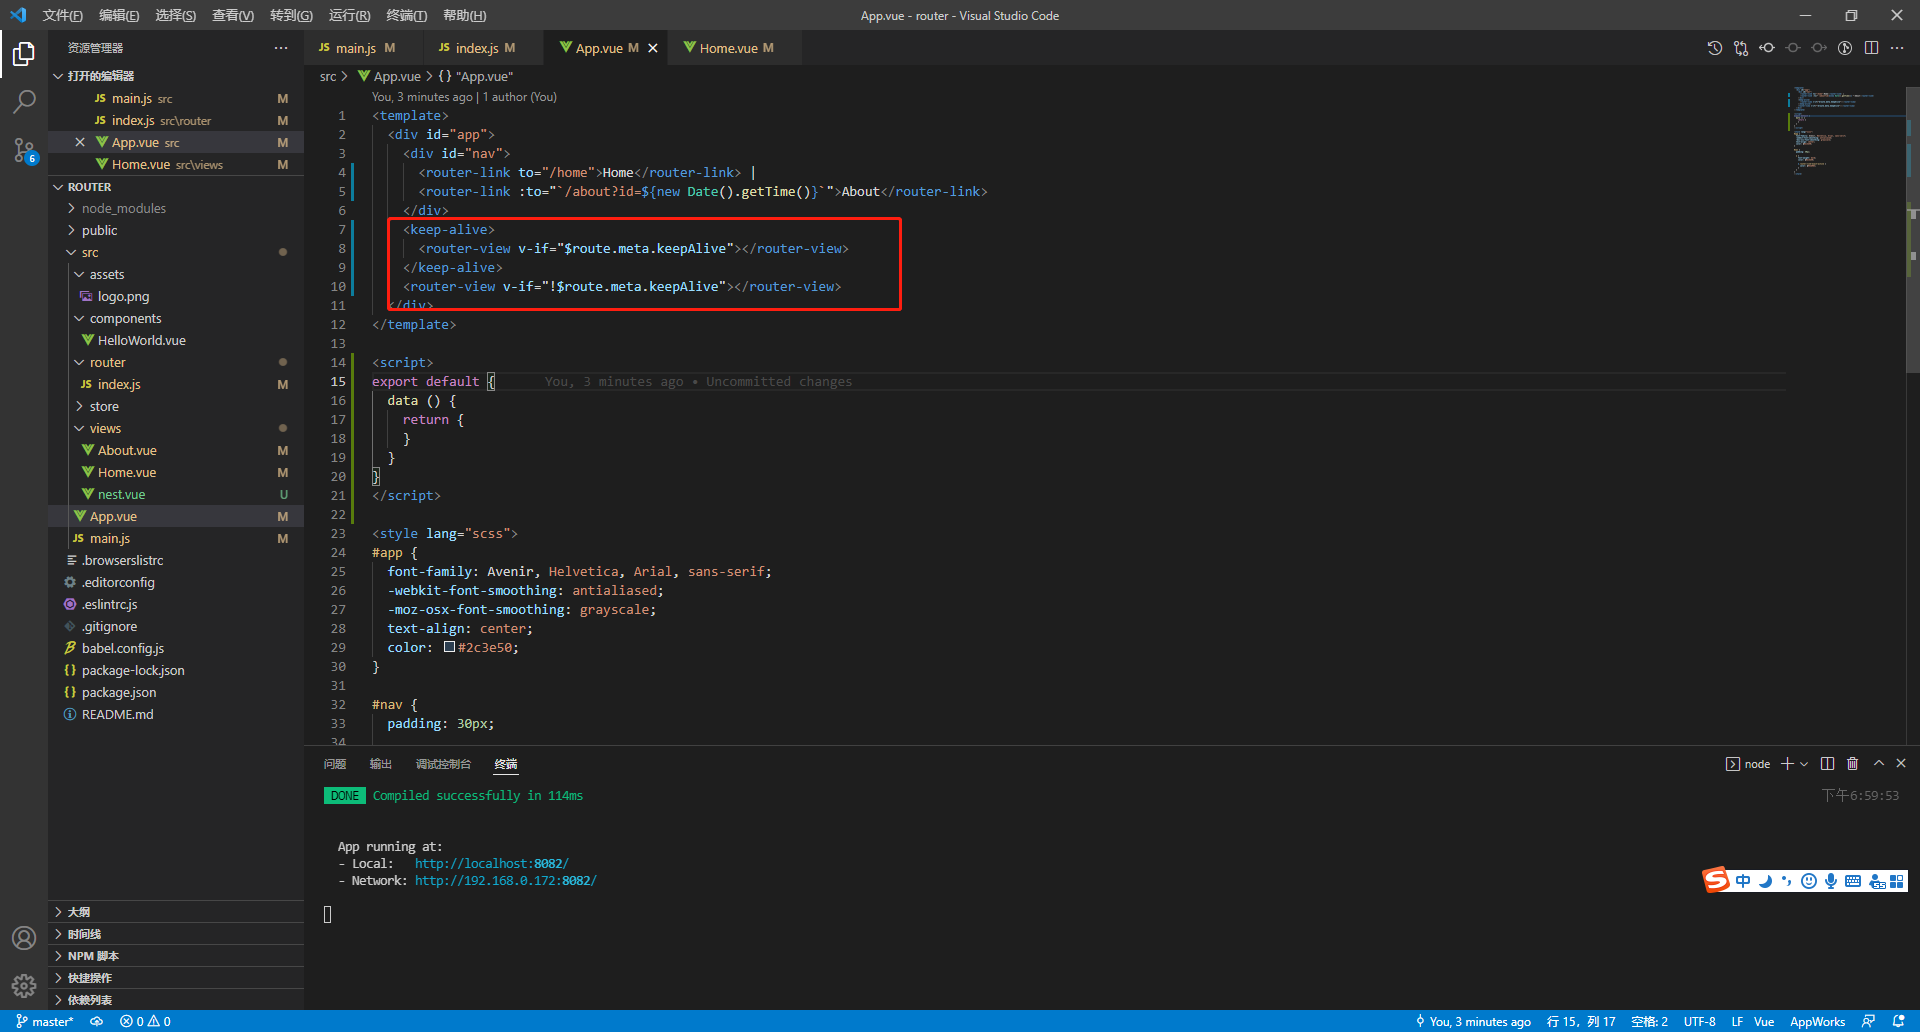 文件(F) 编辑(E) 选择(S) 查看(V) 转到(G) 运行(R) 终端(T) 帮助(H) App.vue - router - Visual Studio Code
资源管理器
JS main.js M JS index.js M App.vue M Home.vue M
打开的编辑器
JS main.js src M
JS index.js src\router M
App.vue src M
Home.vue src\views M
6
ROUTER
node_modules
public
src
assets
logo.png
components
HelloWorld.vue
router
JS index.js M
store
views
About.vue M
Home.vue M
nest.vue U
App.vue M
JS main.js M
.browserslistrc
.editorconfig
.eslintrc.js
.gitignore
babel.config.js
package-lock.json
package.json
README.md
大纲
时间线
NPM 脚本
快捷操作
依赖列表
src > App.vue > {} "App.vue"
You, 3 minutes ago | 1 author (You)
1 <template>
2 <div id="app">
3 <div id="nav">
4 <router-link to="/home">Home</router-link> |
5 <router-link :to="`/about?id=${new Date().getTime()}`">About</router-link>
6 </div>
7 <keep-alive>
8 <router-view v-if="$route.meta.keepAlive"></router-view>
9 </keep-alive>
10 <router-view v-if="!$route.meta.keepAlive"></router-view>
11 </div>
12 </template>
13
14 <script>
15 export default { You, 3 minutes ago • Uncommitted changes
16 data () {
17 return {
18 }
19 }
20 }
21 </script>
22
23 <style lang="scss">
24 #app {
25 font-family: Avenir, Helvetica, Arial, sans-serif;
26 -webkit-font-smoothing: antialiased;
27 -moz-osx-font-smoothing: grayscale;
28 text-align: center;
29 color: #2c3e50;
30 }
31
32 #nav {
33 padding: 30px;
34
问题 输出 调试控制台 终端 node
DONE Compiled successfully in 114ms 下午6:59:53
App running at:
- Local: http://localhost:8082/
- Network: http://192.168.0.172:8082/
S 中
master* 0 0 You, 3 minutes ago 行 15, 列 17 空格: 2 UTF-8 LF Vue AppWorks